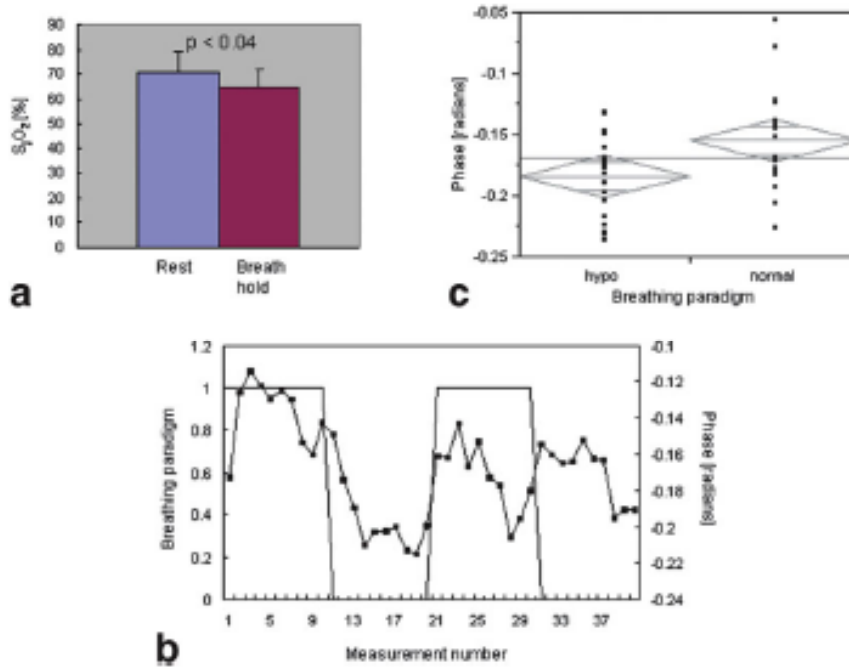 90
80
70
60
50
40
30
20
10
0
p < 0.04
Rest
Breath
hold
a
-0.05
-0.1
-0.15
-0.2
-0.25
Phase [radians]
hypo
normal
Breathing paradigm
c
1.2
1
0.8
0.6
0.4
0.2
0
Breathing paradigm
-0.1
-0.12
-0.14
-0.16
-0.18
-0.2
-0.22
-0.24
Phase [radians]
1 5 9 13 17 21 25 29 33 37
Measurement number
b